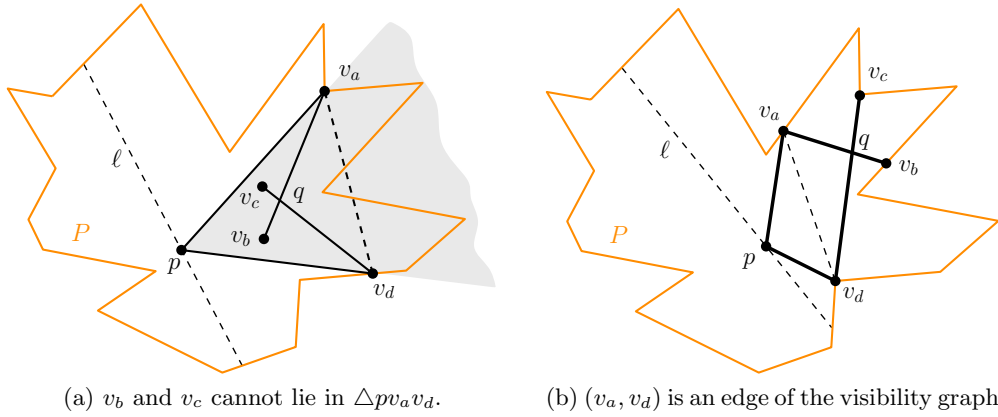 v_a
v_c
ℓ
v_a
v_c
q
ℓ
q
v_b
v_b
P
P
p
p
v_d
v_d
(a) v_b and v_c cannot lie in △pv_av_d.
(b) (v_a, v_d) is an edge of the visibility graph